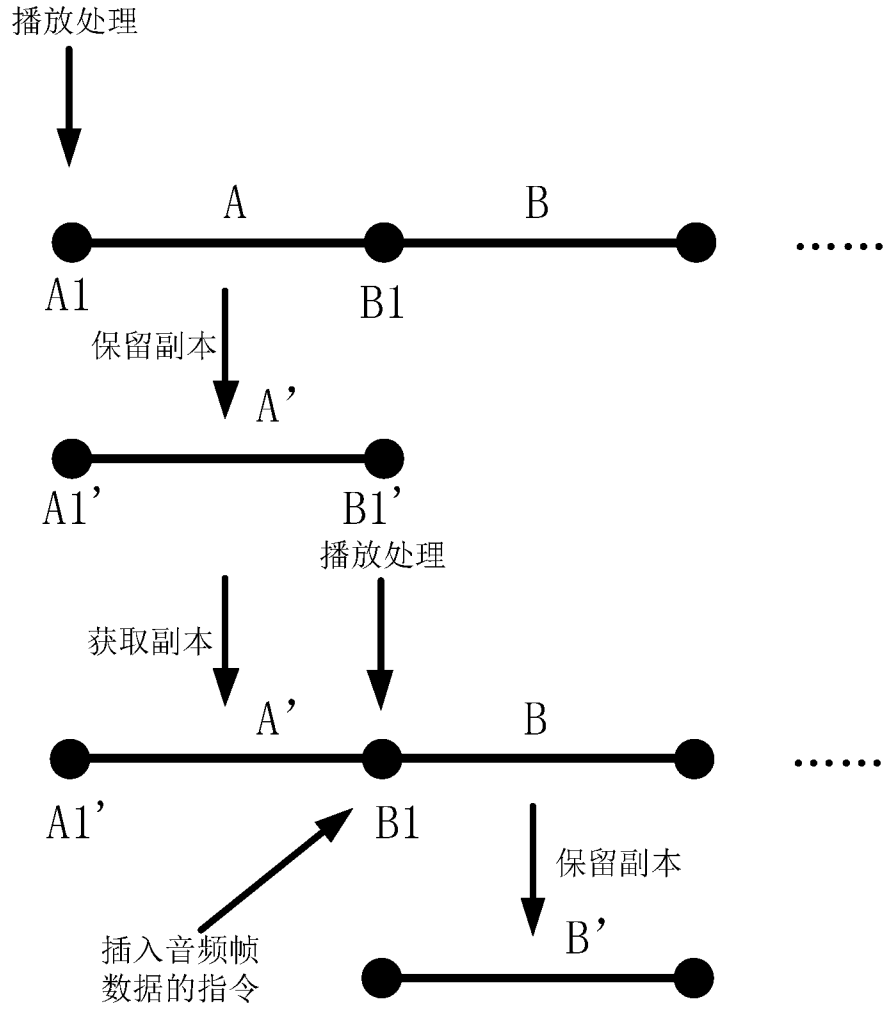 播放处理
A
B
……
A1
B1
保留副本
A’
A1’
B1’
播放处理
获取副本
A’
B
……
A1’
B1
保留副本
B’
插入音频帧
数据的指令